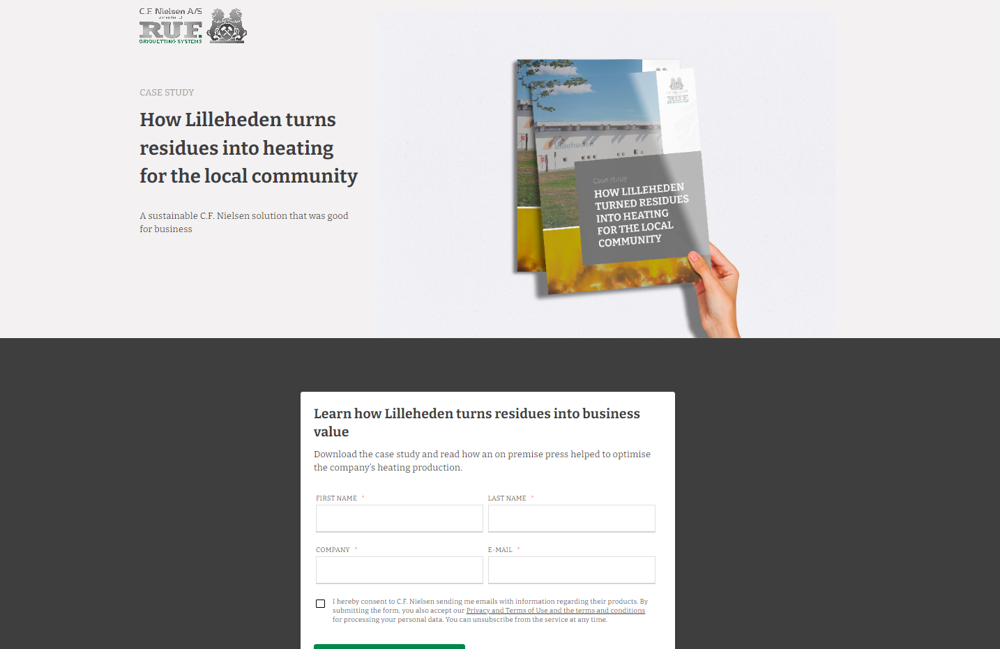 C.F. Nielsen A/S
RUF
BRIQUETTING SYSTEMS
CASE STUDY
How Lilleheden turns
residues into heating
for the local community
A sustainable C.F. Nielsen solution that was good
for business
Lilleheden
RUF
Case study
HOW LILLEHEDEN
TURNED RESIDUES
INTO HEATING
FOR THE LOCAL
COMMUNITY
Learn how Lilleheden turns residues into business
value
Download the case study and read how an on premise press helped to optimise
the company's heating production.
FIRST NAME *
LAST NAME *
COMPANY *
E-MAIL *
I hereby consent to C.F. Nielsen sending me emails with information regarding their products. By
submitting the form, you also accept our Privacy and Terms of Use and the terms and conditions
for processing your personal data. You can unsubscribe from the service at any time.